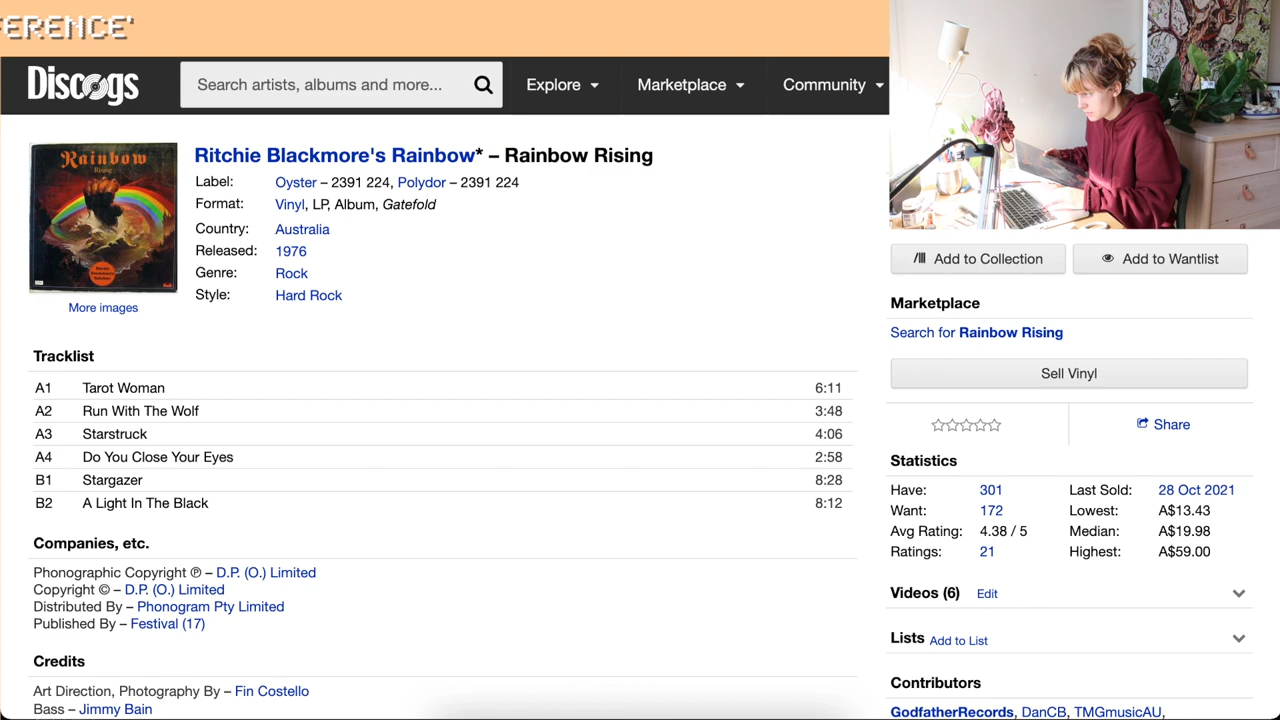 ERENCE'
Discogs
Search artists, albums and more...
Explore
Marketplace
Community
Rainbow
Rising
Ritchie Blackmore's Rainbow* – Rainbow Rising
Label: Oyster – 2391 224, Polydor – 2391 224
Format: Vinyl, LP, Album, Gatefold
Country: Australia
Released: 1976
Genre: Rock
Style: Hard Rock
More images
Add to Collection
Add to Wantlist
Marketplace
Search for Rainbow Rising
Sell Vinyl
Share
Tracklist
A1 Tarot Woman 6:11
A2 Run With The Wolf 3:48
A3 Starstruck 4:06
A4 Do You Close Your Eyes 2:58
B1 Stargazer 8:28
B2 A Light In The Black 8:12
Statistics
Have: 301 Last Sold: 28 Oct 2021
Want: 172 Lowest: A$13.43
Avg Rating: 4.38 / 5 Median: A$19.98
Ratings: 21 Highest: A$59.00
Companies, etc.
Phonographic Copyright ℗ – D.P. (O.) Limited
Copyright © – D.P. (O.) Limited
Distributed By – Phonogram Pty Limited
Published By – Festival (17)
Videos (6) Edit
Lists Add to List
Credits
Art Direction, Photography By – Fin Costello
Bass – Jimmy Bain
Contributors
GodfatherRecords, DanCB, TMGmusicAU,